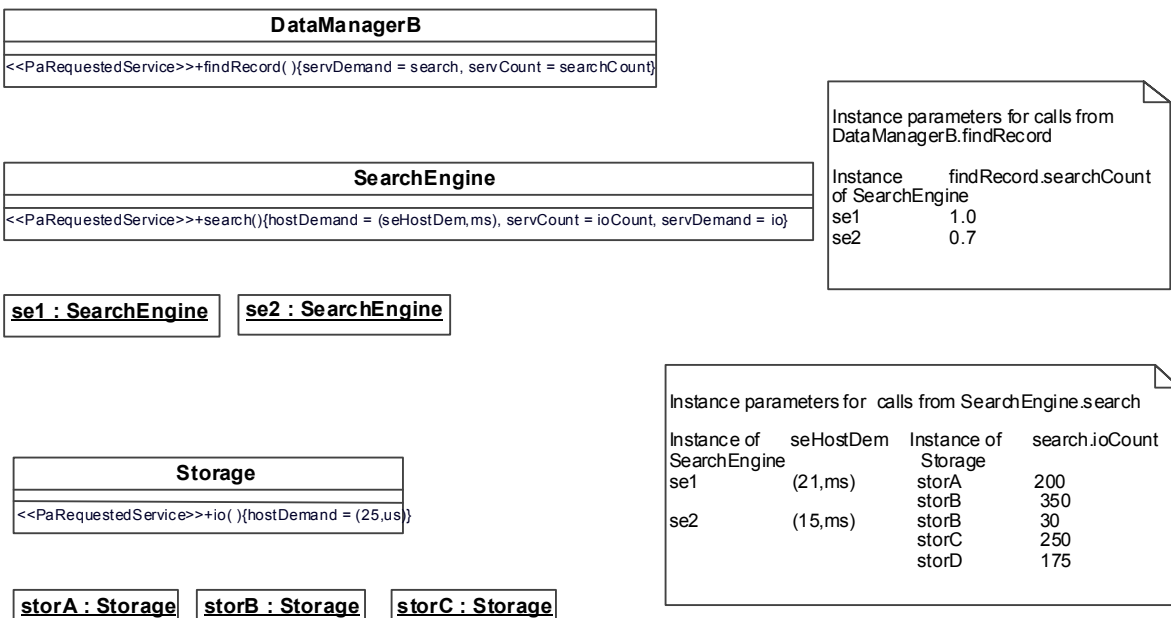 DataManagerB
<<PaRequestedService>>+findRecord( ){servDemand = search, servCount = searchCount}
Instance parameters for calls from
DataManagerB.findRecord
Instance findRecord.searchCount
of SearchEngine
se1 1.0
se2 0.7
SearchEngine
<<PaRequestedService>>+search(){hostDemand = (seHostDem,ms), servCount = ioCount, servDemand = io}
se1 : SearchEngine
se2 : SearchEngine
Instance parameters for calls from SearchEngine.search
Instance of seHostDem Instance of search.ioCount
SearchEngine Storage
se1 (21,ms) storA 200
storB 350
se2 (15,ms) storB 30
storC 250
storD 175
Storage
<<PaRequestedService>>+io( ){hostDemand = (25,us)}
storA : Storage
storB : Storage
storC : Storage